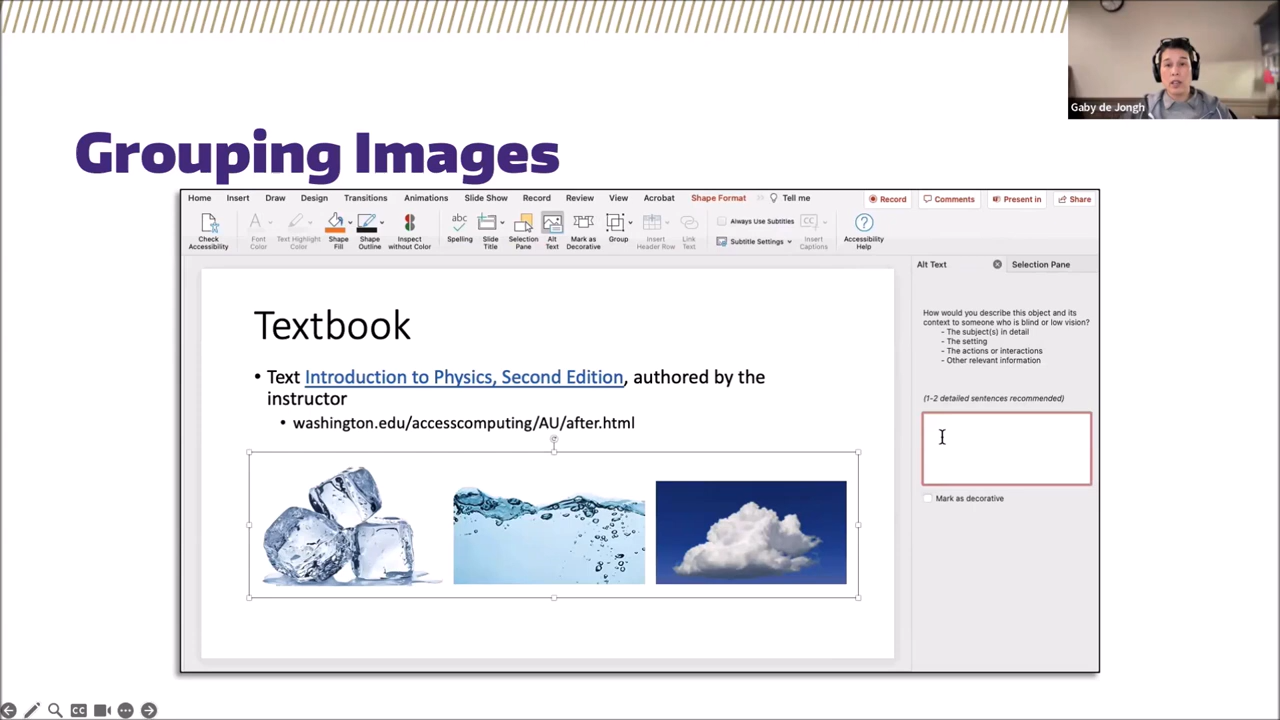 Gaby de Jongh
Grouping Images
Home Insert Draw Design Transitions Animations Slide Show Record Review View Acrobat Shape Format Tell me Record Comments Present in Share
Check Accessibility
Font Color
Text Highlight Color
Shape Fill
Shape Outline
Inspect without Color
abc
Spelling
Slide Title
Selection Pane
Alt Text
Mark as Decorative
Group
Insert Header Row
Link Text
Always Use Subtitles
Subtitle Settings
CC
Insert Captions
Accessibility Help
Alt Text
Selection Pane
Textbook
• Text Introduction to Physics, Second Edition, authored by the
instructor
• washington.edu/accesscomputing/AU/after.html
How would you describe this object and its
context to someone who is blind or low vision?
- The subject(s) in detail
- The setting
- The actions or interactions
- Other relevant information
(1-2 detailed sentences recommended)
Mark as decorative
CC